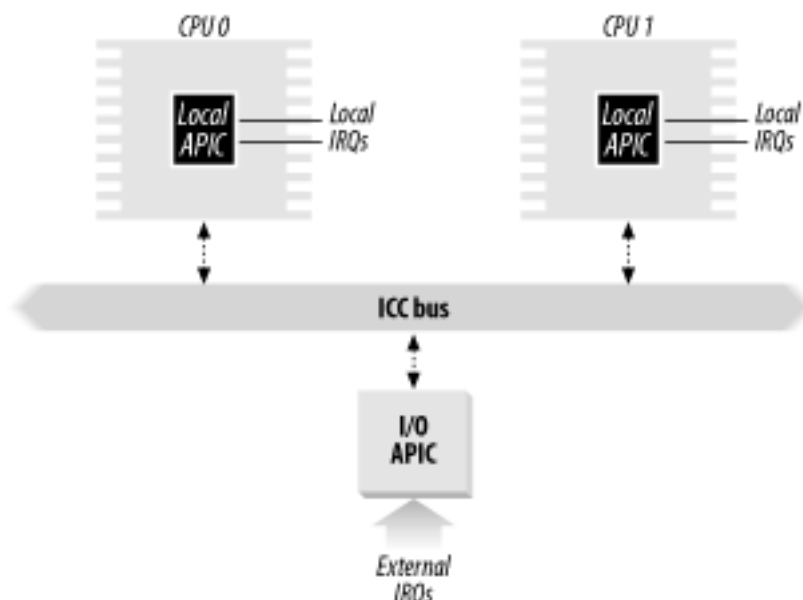 CPU 0
CPU 1
Local
APIC
Local
IRQs
Local
APIC
Local
IRQs
ICC bus
I/O
APIC
External
IRQs